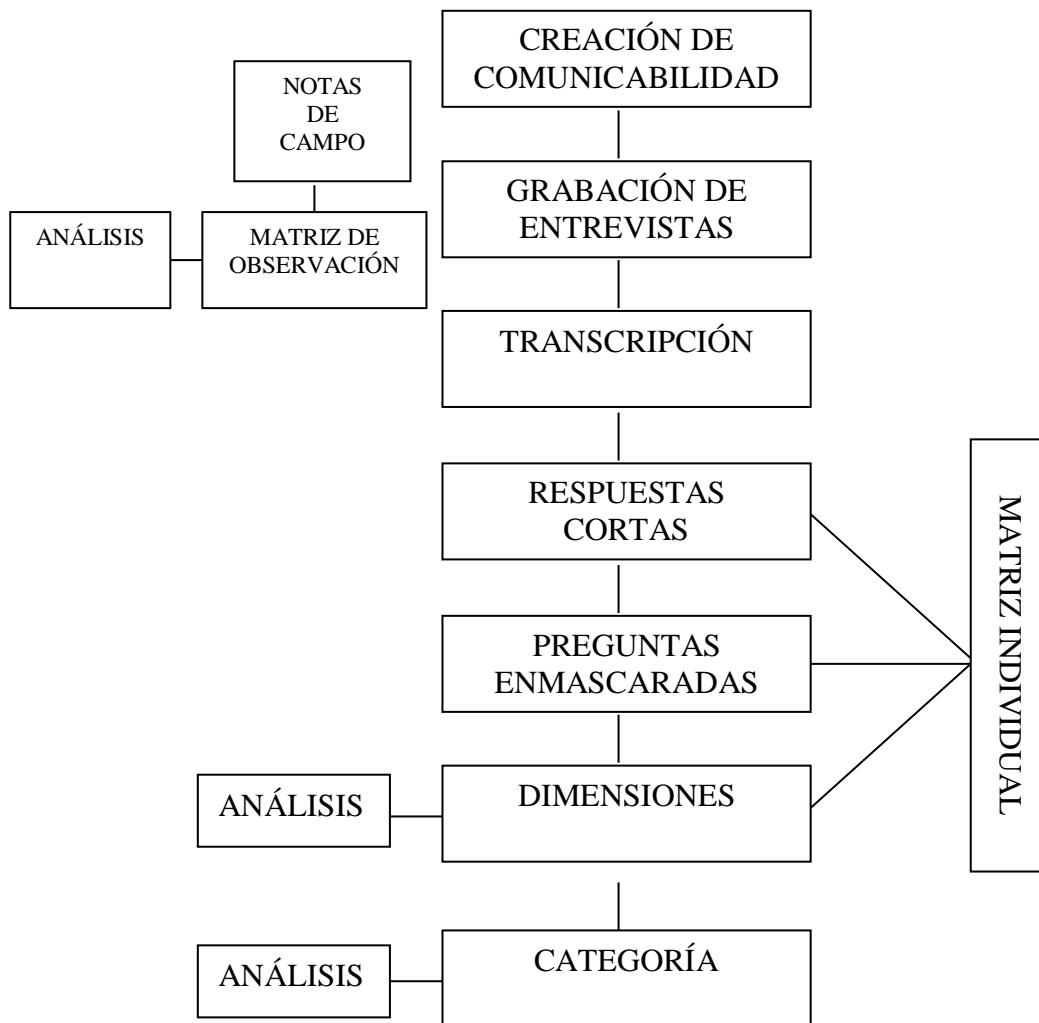 CREACIÓN DE
COMUNICABILIDAD
NOTAS
DE
CAMPO
GRABACIÓN DE
ENTREVISTAS
ANÁLISIS
MATRIZ DE
OBSERVACIÓN
TRANSCRIPCIÓN
RESPUESTAS
CORTAS
MATRIZ INDIVIDUAL
PREGUNTAS
ENMASCARADAS
ANÁLISIS
DIMENSIONES
ANÁLISIS
CATEGORÍA